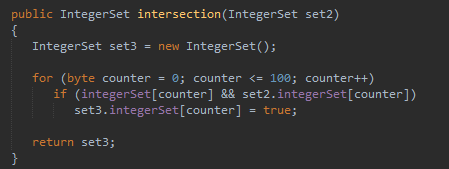 public IntegerSet intersection(IntegerSet set2)
{
   IntegerSet set3 = new IntegerSet();

   for (byte counter = 0; counter <= 100; counter++)
      if (integerSet[counter] && set2.integerSet[counter])
         set3.integerSet[counter] = true;

   return set3;
}